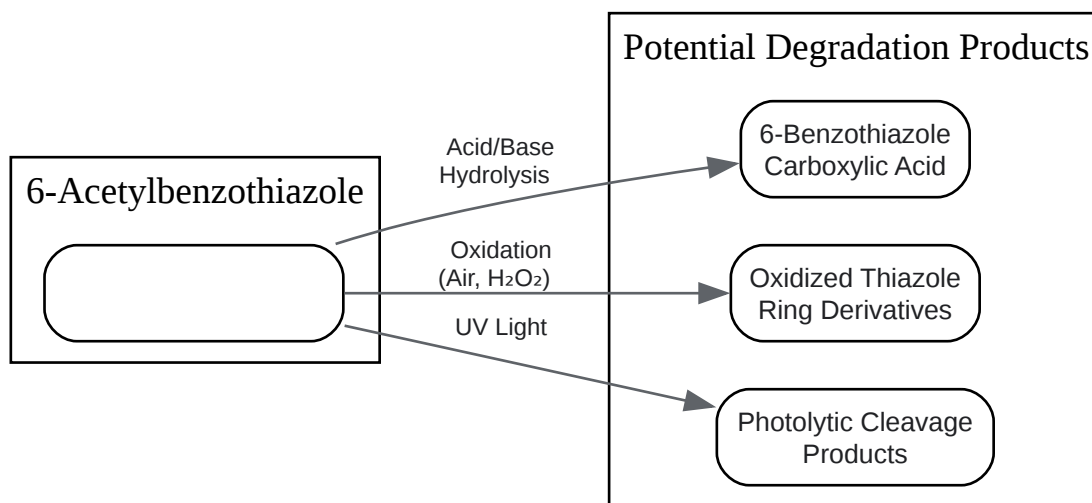 Potential Degradation Products
6-Acetylbenzothiazole
Acid/Base
Hydrolysis
Oxidation
(Air, H₂O₂)
UV Light
6-Benzothiazole
Carboxylic Acid
Oxidized Thiazole
Ring Derivatives
Photolytic Cleavage
Products